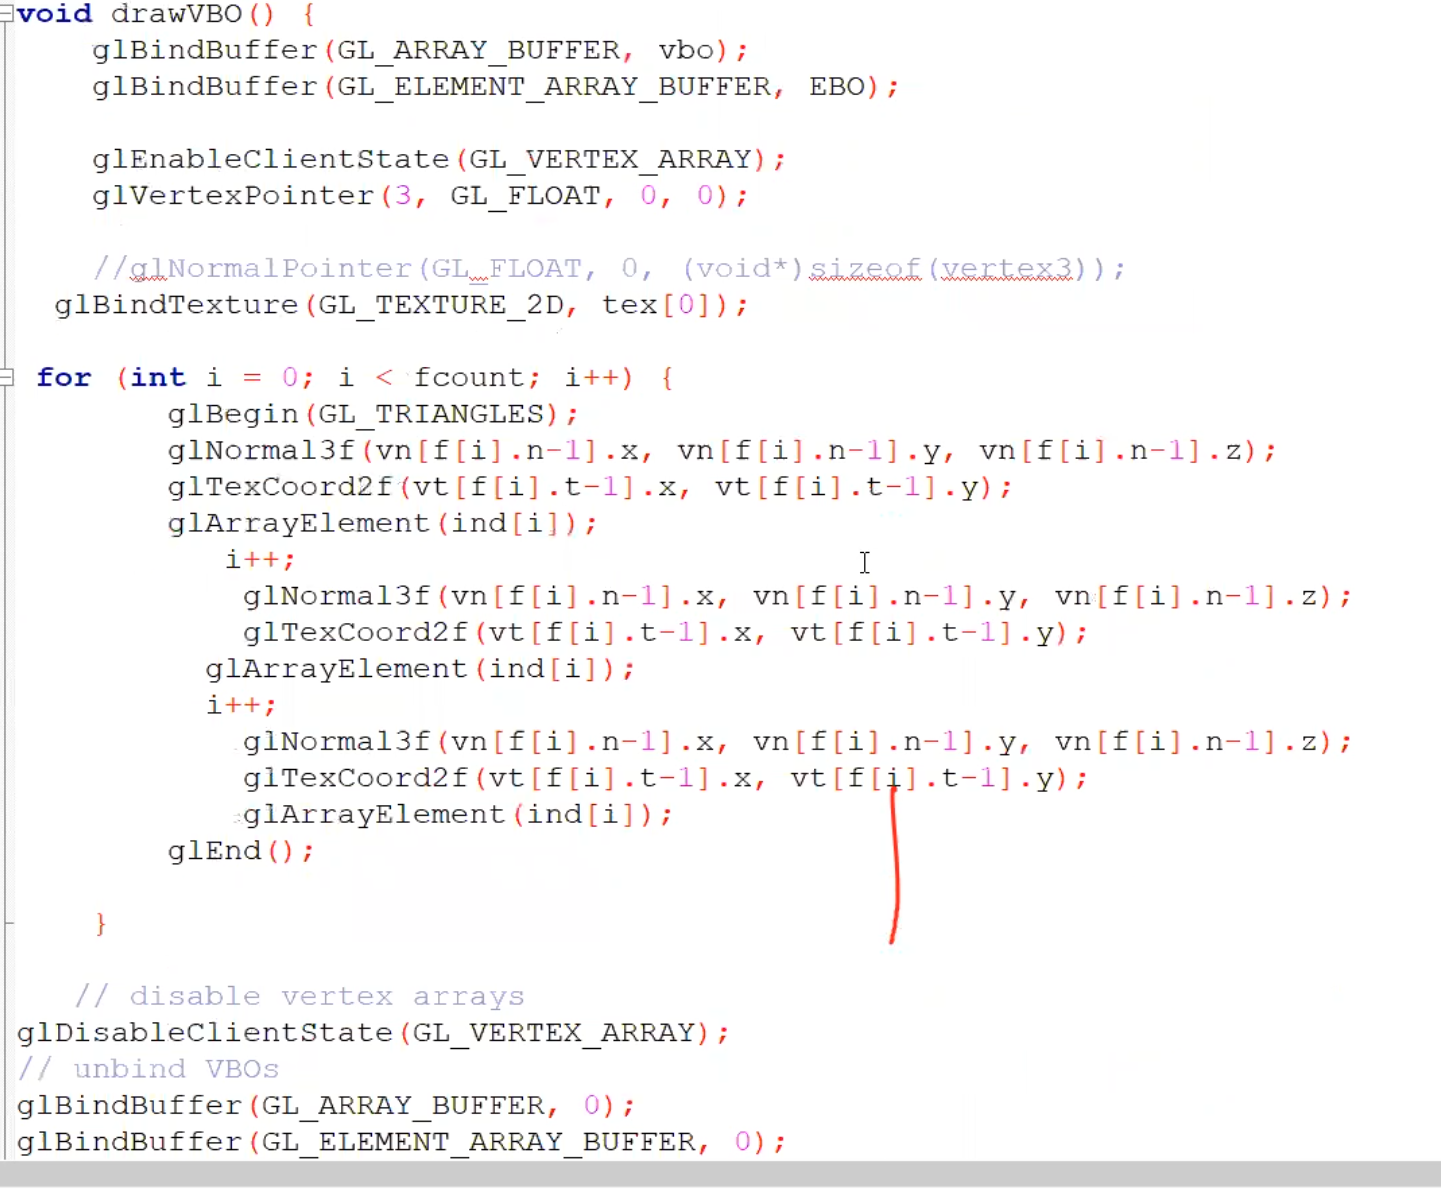 void drawVBO() {
glBindBuffer(GL_ARRAY_BUFFER, vbo);
glBindBuffer(GL_ELEMENT_ARRAY_BUFFER, EBO);
glEnableClientState(GL_VERTEX_ARRAY);
glVertexPointer(3, GL_FLOAT, 0, 0);
//glNormalPointer(GL_FLOAT, 0, (void*)sizeof(vertex3));
glBindTexture(GL_TEXTURE_2D, tex[0]);
for (int i = 0; i < fcount; i++) {
glBegin(GL_TRIANGLES);
glNormal3f(vn[f[i].n-1].x, vn[f[i].n-1].y, vn[f[i].n-1].z);
glTexCoord2f(vt[f[i].t-1].x, vt[f[i].t-1].y);
glArrayElement(ind[i]);
i++;
glNormal3f(vn[f[i].n-1].x, vn[f[i].n-1].y, vn[f[i].n-1].z);
glTexCoord2f(vt[f[i].t-1].x, vt[f[i].t-1].y);
glArrayElement(ind[i]);
i++;
glNormal3f(vn[f[i].n-1].x, vn[f[i].n-1].y, vn[f[i].n-1].z);
glTexCoord2f(vt[f[i].t-1].x, vt[f[i].t-1].y);
glArrayElement(ind[i]);
glEnd();
}
// disable vertex arrays
glDisableClientState(GL_VERTEX_ARRAY);
// unbind VBOs
glBindBuffer(GL_ARRAY_BUFFER, 0);
glBindBuffer(GL_ELEMENT_ARRAY_BUFFER, 0);